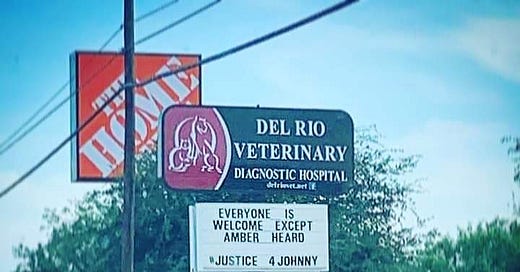 THE
HOME
DEL RIO
VETERINARY
DIAGNOSTIC HOSPITAL
delriovet.net
EVERYONE IS
WELCOME EXCEPT
AMBER HEARD
#JUSTICE 4 JOHNNY